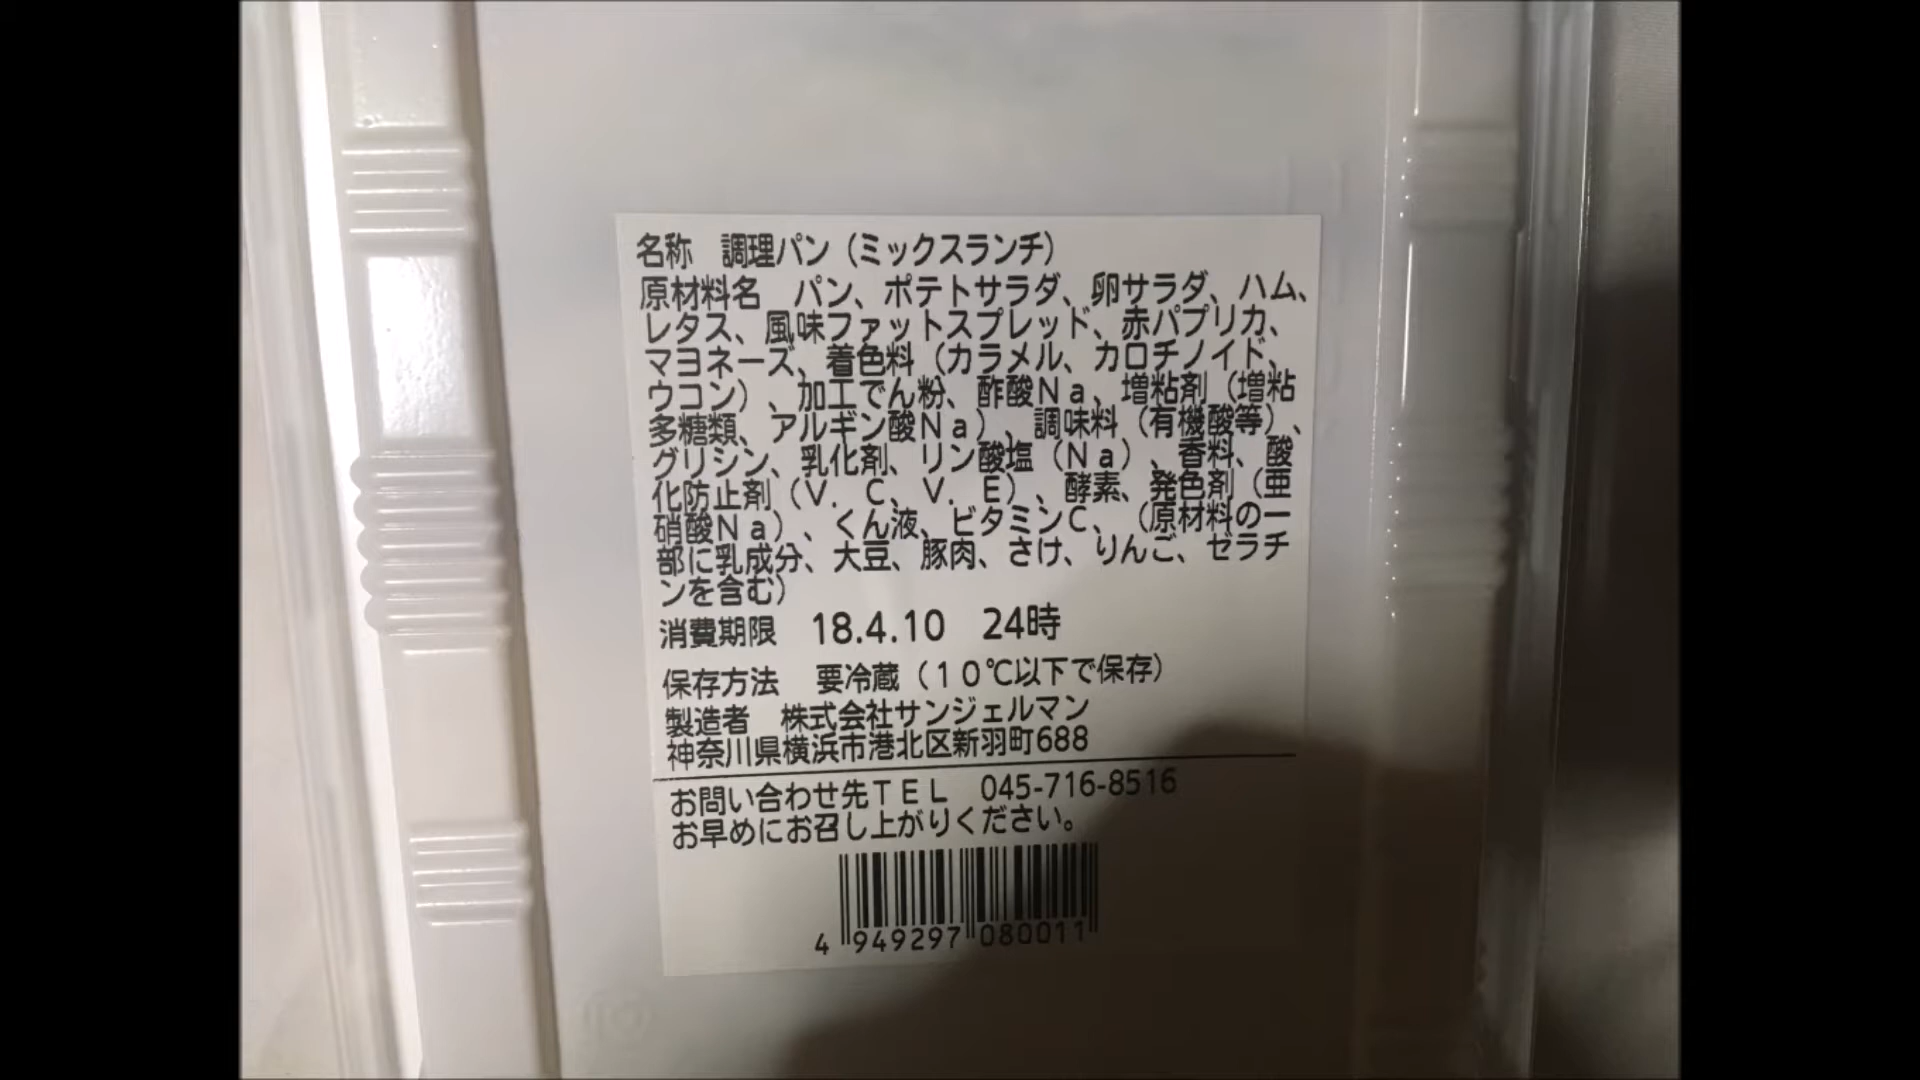 名称　調理パン（ミックスランチ）
原材料名　パン、ポテトサラダ、卵サラダ、ハム、
レタス、風味ファットスプレッド、赤パプリカ、
マヨネーズ、着色料（カラメル、カロチノイド、
ウコン）、加工でん粉、酢酸Ｎａ、増粘剤（増粘
多糖類、アルギン酸Ｎａ）、調味料（有機酸等）、
グリシン、乳化剤、リン酸塩（Ｎａ）、香料、酸
化防止剤（Ｖ．Ｃ、Ｖ．Ｅ）、酵素、発色剤（亜
硝酸Ｎａ）、くん液、ビタミンＣ、（原材料の一
部に乳成分、大豆、豚肉、さけ、りんご、ゼラチ
ンを含む）
消費期限　18.4.10　24時
保存方法　要冷蔵（１０℃以下で保存）
製造者　株式会社サンジェルマン
神奈川県横浜市港北区新羽町688
お問い合わせ先ＴＥＬ　045-716-8516
お早めにお召し上がりください。
4 949297 080011